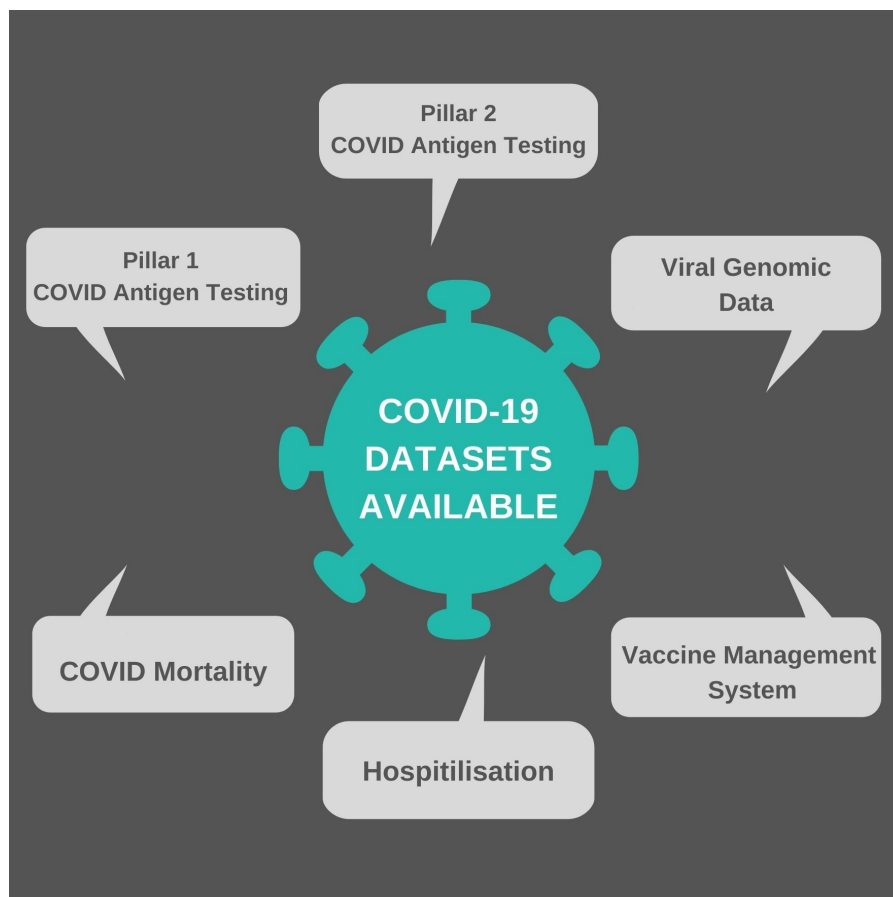 Pillar 2
COVID Antigen Testing
Pillar 1
COVID Antigen Testing
Viral Genomic
Data
COVID-19
DATASETS
AVAILABLE
COVID Mortality
Vaccine Management
System
Hospitilisation